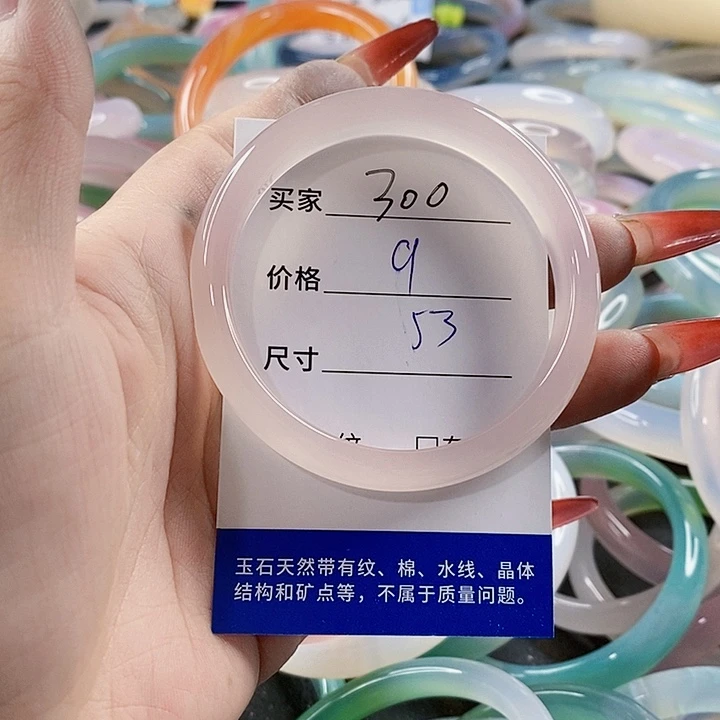 买家 300
价格 9
尺寸 53
玉石天然带有纹、棉、水线、晶体
结构和矿点等，不属于质量问题。